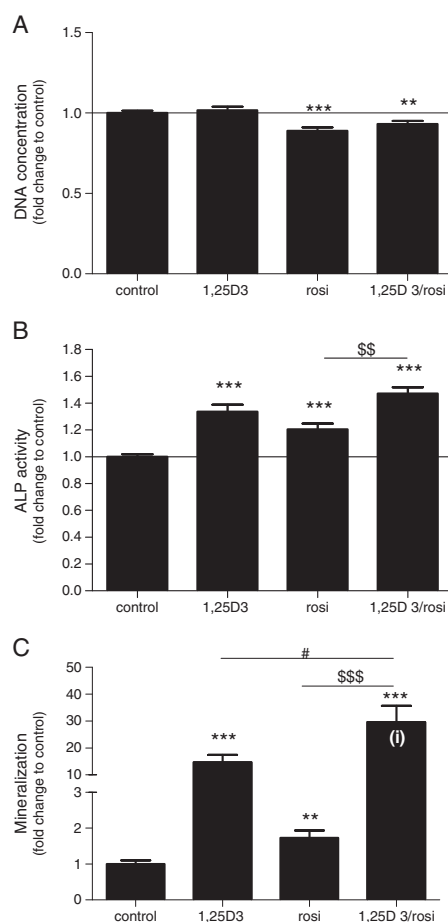 A
DNA concentration
(fold change to control)
1.5
1.0
0.5
0.0
***
**
control 1,25D3 rosi 1,25D 3/rosi
B
ALP activity
(fold change to control)
1.8
1.6
1.4
1.2
1.0
0.8
0.6
0.4
0.2
0.0
$$
***
***
***
control 1,25D3 rosi 1,25D 3/rosi
C
Mineralization
(fold change to control)
50
40
30
20
10
3
2
1
0
#
$$$
***
**
***
(i)
control 1,25D3 rosi 1,25D 3/rosi